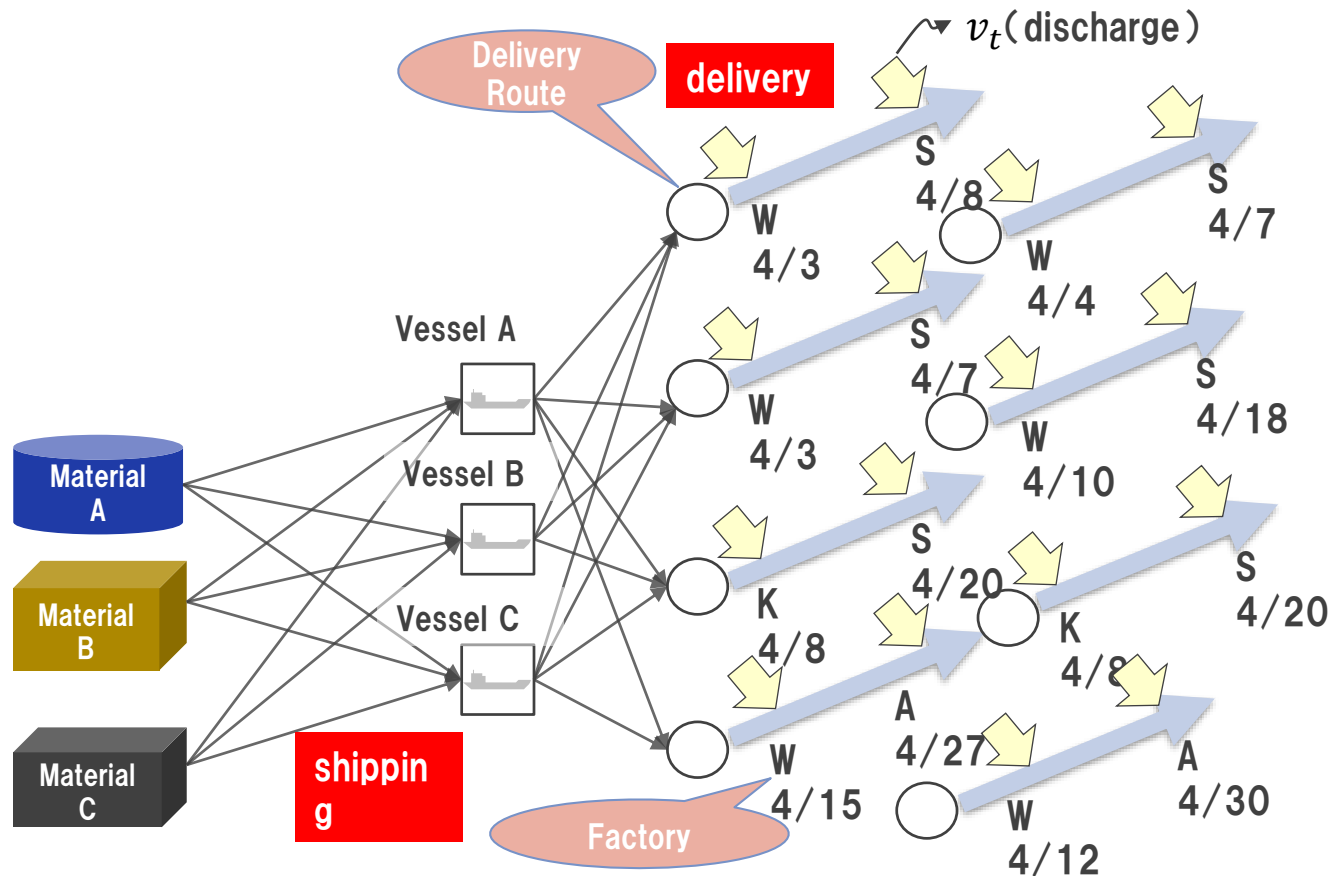 v_t(discharge)
Delivery
Route
delivery
S
4/8
S
4/7
W
4/3
W
4/4
Vessel A
S
4/7
S
4/18
W
4/3
W
4/10
Material
A
Vessel B
S
4/20
S
4/20
K
4/8
K
4/8
Material
B
Vessel C
A
4/27
A
4/30
W
4/15
W
4/12
Material
C
shippin
g
Factory